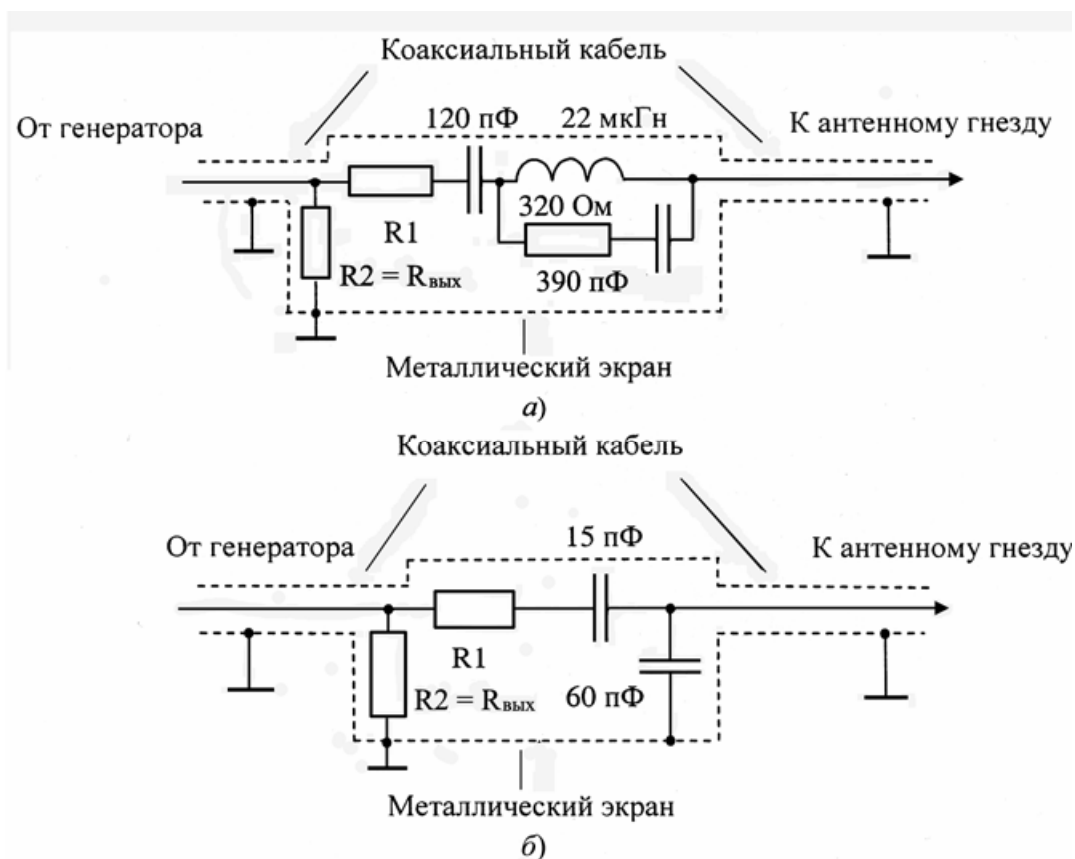 Коаксиальный кабель
От генератора
120 пФ
22 мкГн
К антенному гнезду
R1
320 Ом
R2 = Rвых
390 пФ
Металлический экран
а)
Коаксиальный кабель
От генератора
15 пФ
К антенному гнезду
R1
R2 = Rвых
60 пФ
Металлический экран
б)